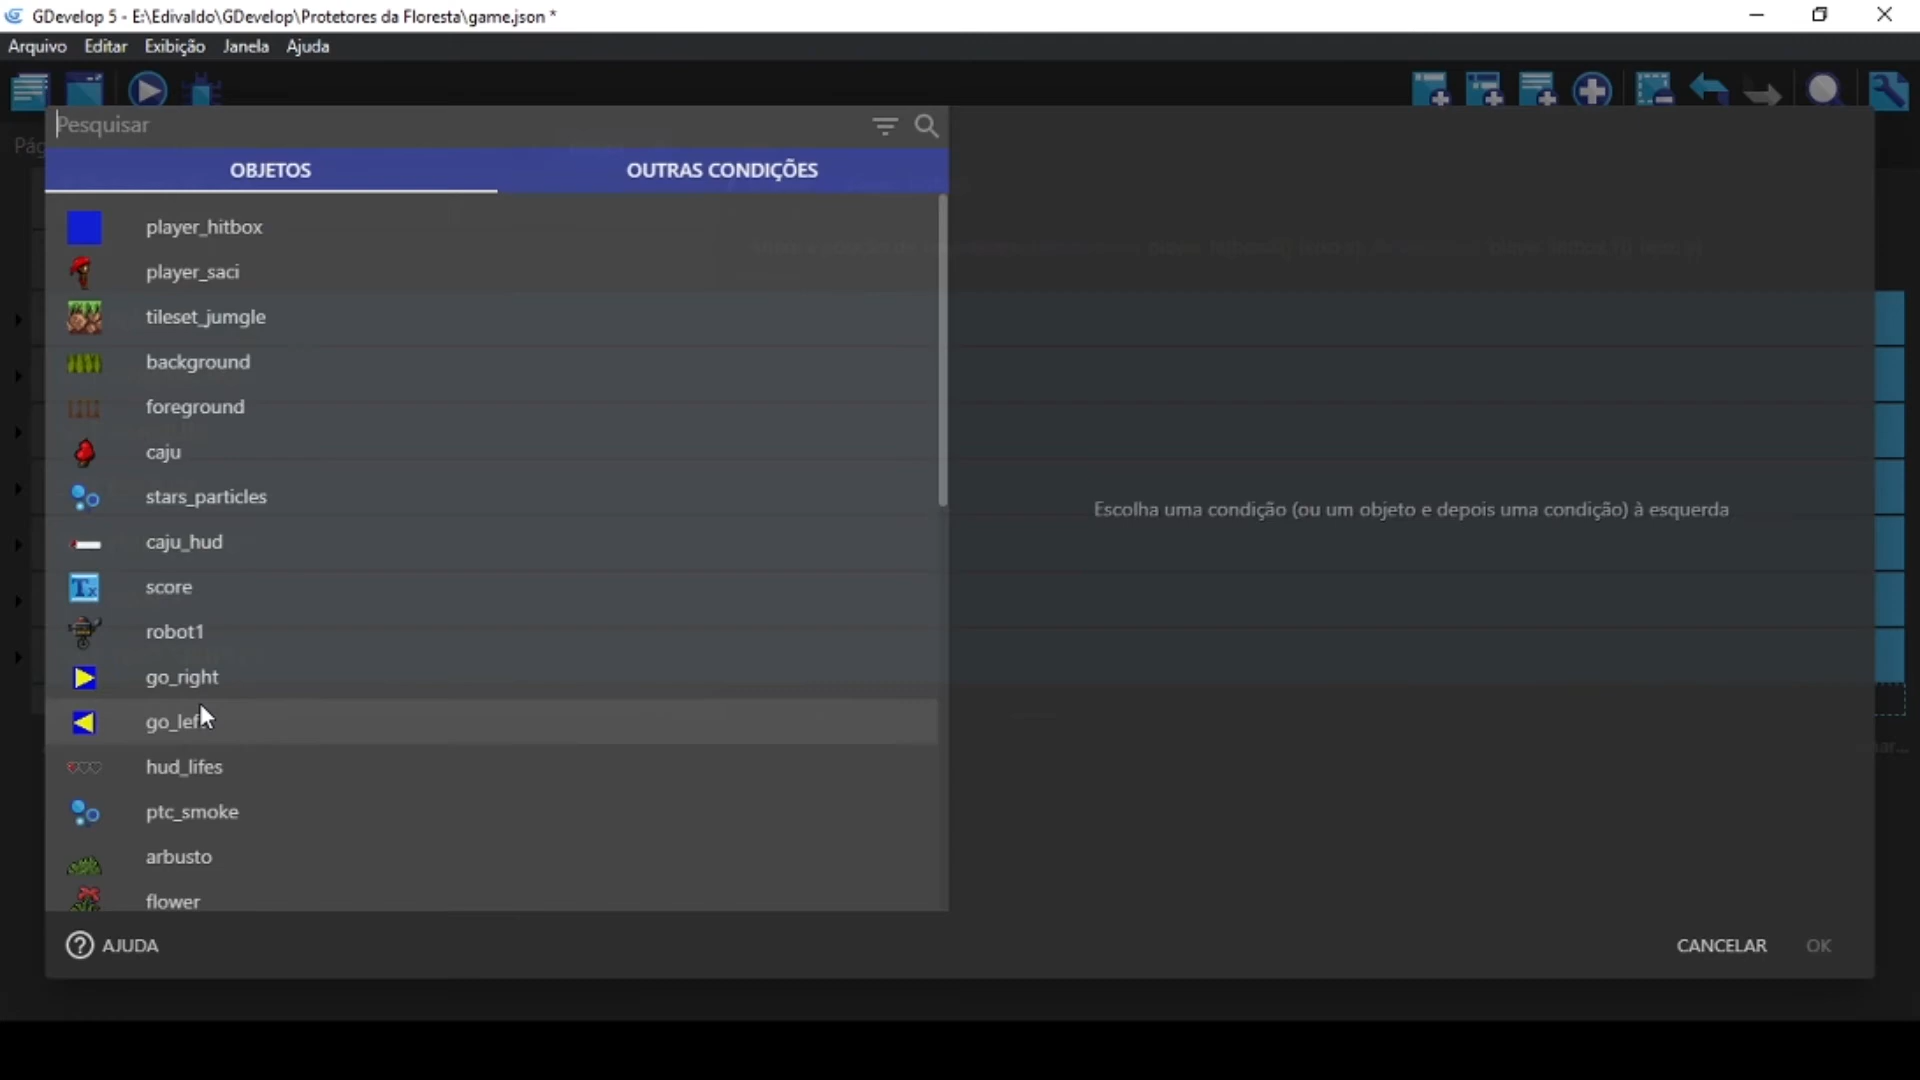 GDevelop 5 - E:\Edivaldo\GDevelop\Protetores da Floresta\game.json *
Arquivo Editar Exibição Janela Ajuda
Pesquisar
OBJETOS OUTRAS CONDIÇÕES
player_hitbox
player_saci
tileset_jumgle
background
foreground
caju
stars_particles
caju_hud
Tx score
robot1
go_right
go_left
hud_lifes
ptc_smoke
arbusto
flower
Escolha uma condição (ou um objeto e depois uma condição) à esquerda
? AJUDA
CANCELAR OK